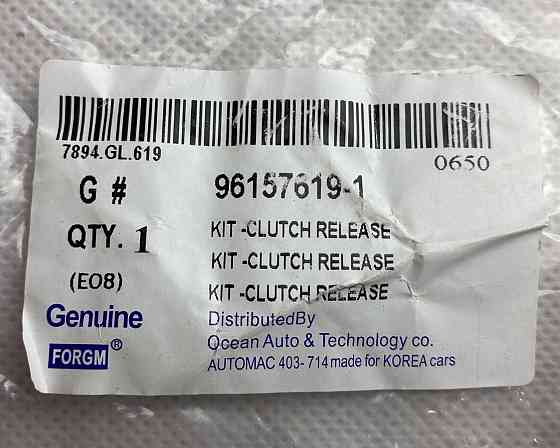 7894.GL.619
0650
G # 96157619-1
QTY. 1 KIT -CLUTCH RELEASE
KIT -CLUTCH RELEASE
(EO8) KIT -CLUTCH RELEASE
Genuine DistributedBy
FORGM ® Ocean Auto & Technology co.
AUTOMAC 403-714 made for KOREA cars